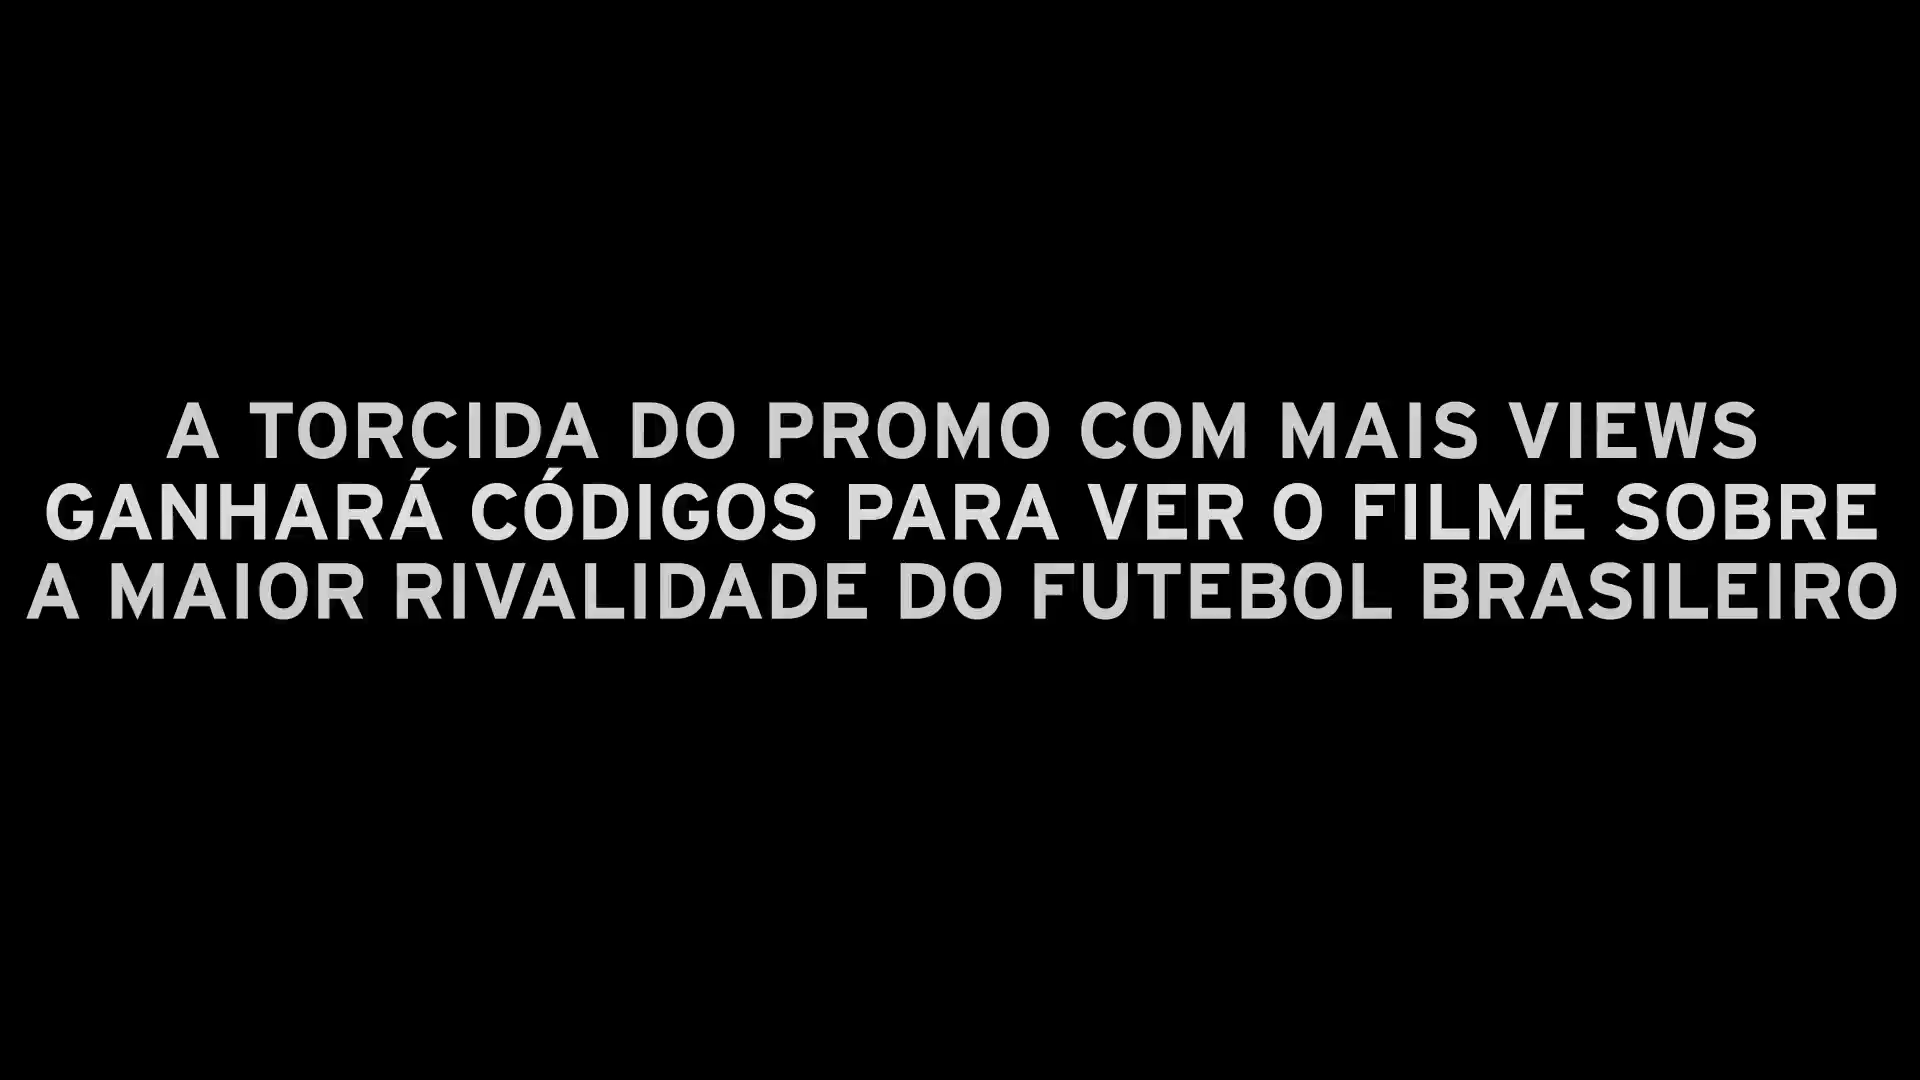 A TORCIDA DO PROMO COM MAIS VIEWS
GANHARÁ CÓDIGOS PARA VER O FILME SOBRE
A MAIOR RIVALIDADE DO FUTEBOL BRASILEIRO